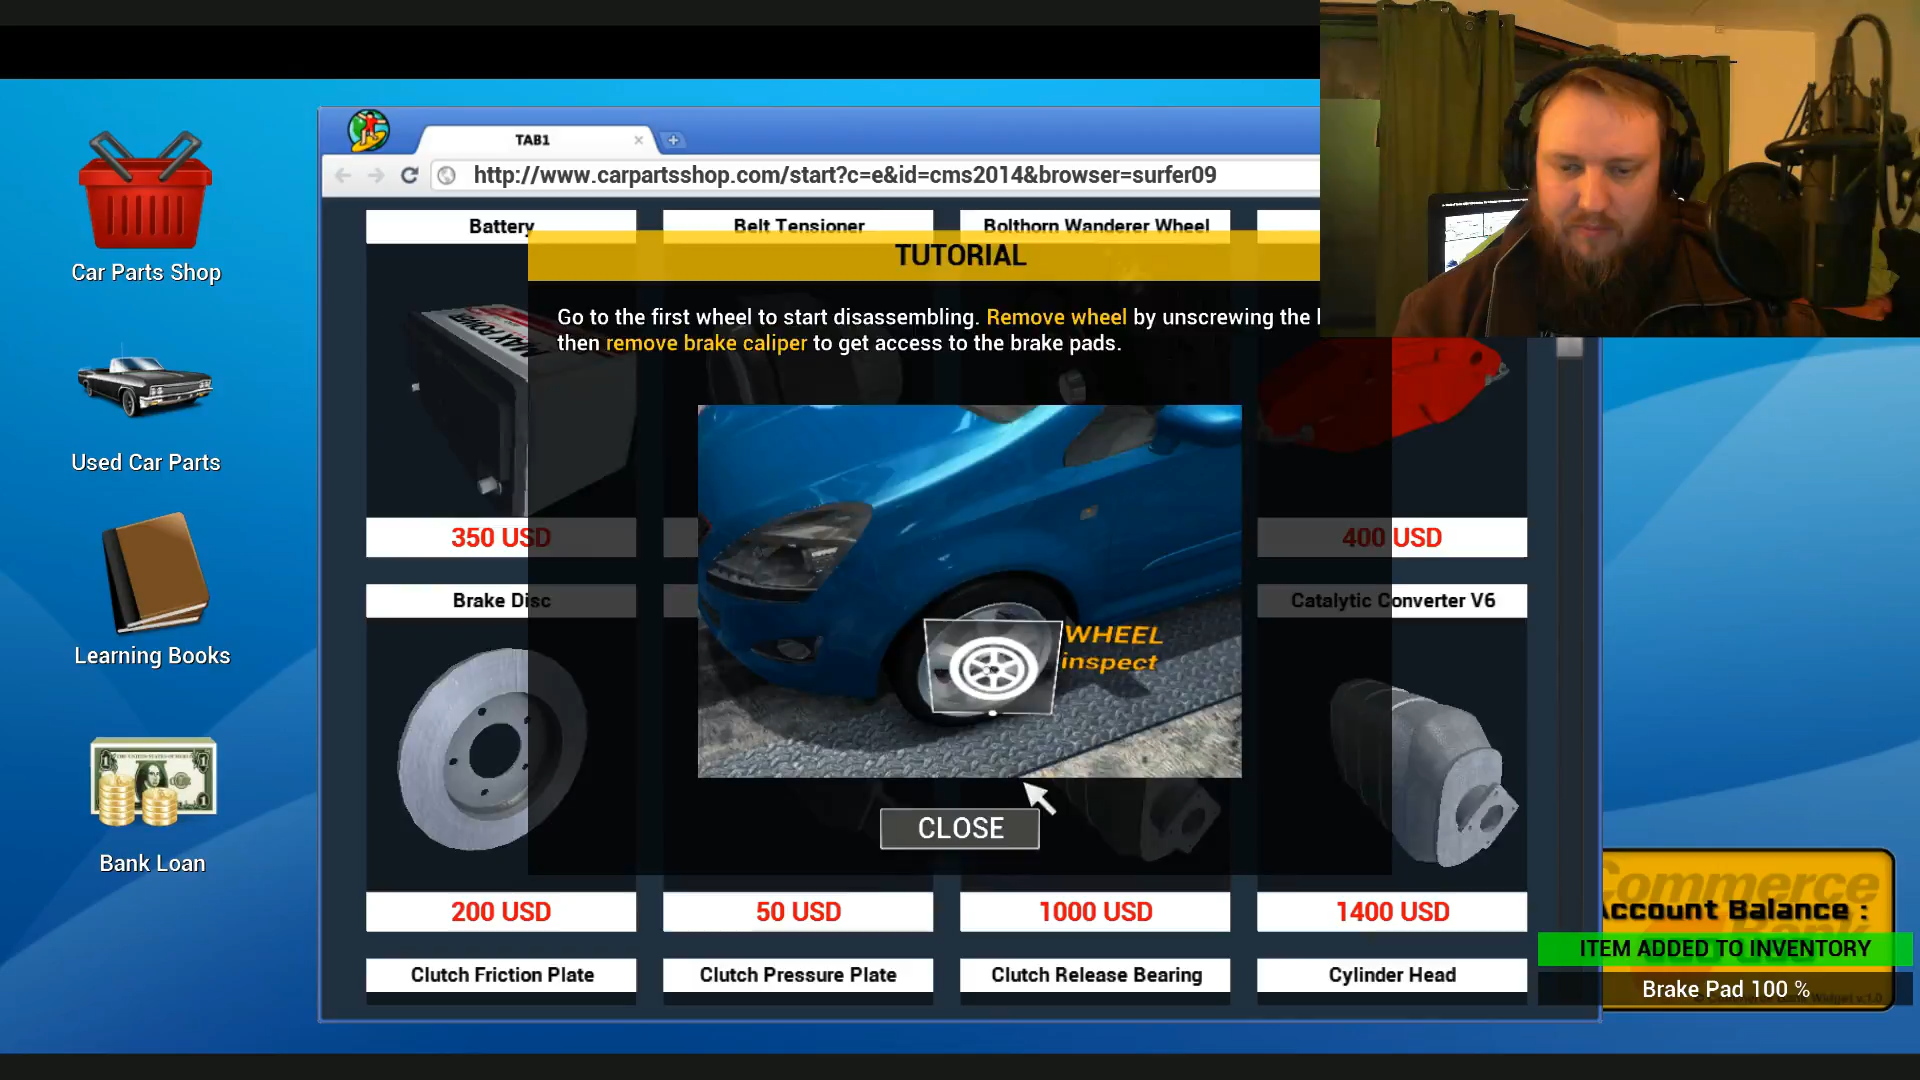 TAB1
http://www.carpartsshop.com/start?c=e&id=cms2014&browser=surfer09
Car Parts Shop
Used Car Parts
Learning Books
Bank Loan
Battery
Belt Tensioner
Bolthorn Wanderer Wheel
TUTORIAL
Go to the first wheel to start disassembling. Remove wheel by unscrewing the
then remove brake caliper to get access to the brake pads.
WHEEL
inspect
CLOSE
350 USD
400 USD
Brake Disc
Catalytic Converter V6
200 USD
50 USD
1000 USD
1400 USD
Clutch Friction Plate
Clutch Pressure Plate
Clutch Release Bearing
Cylinder Head
Commerce
Account Balance :
ITEM ADDED TO INVENTORY
Brake Pad 100 %